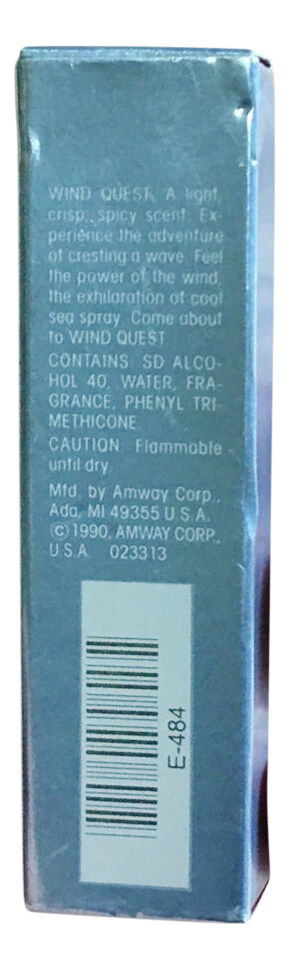 WIND QUEST. A light,
crisp, spicy scent. Ex-
perience the adventure
of cresting a wave. Feel
the power of the wind,
the exhilaration of cool
sea spray. Come about
to WIND QUEST.
CONTAINS: SD ALCO-
HOL 40, WATER, FRA-
GRANCE, PHENYL TRI-
METHICONE.
CAUTION: Flammable
until dry.
Mfd. by Amway Corp.,
Ada, MI 49355 U.S.A.
©1990, AMWAY CORP.,
U.S.A. 023313
E-484